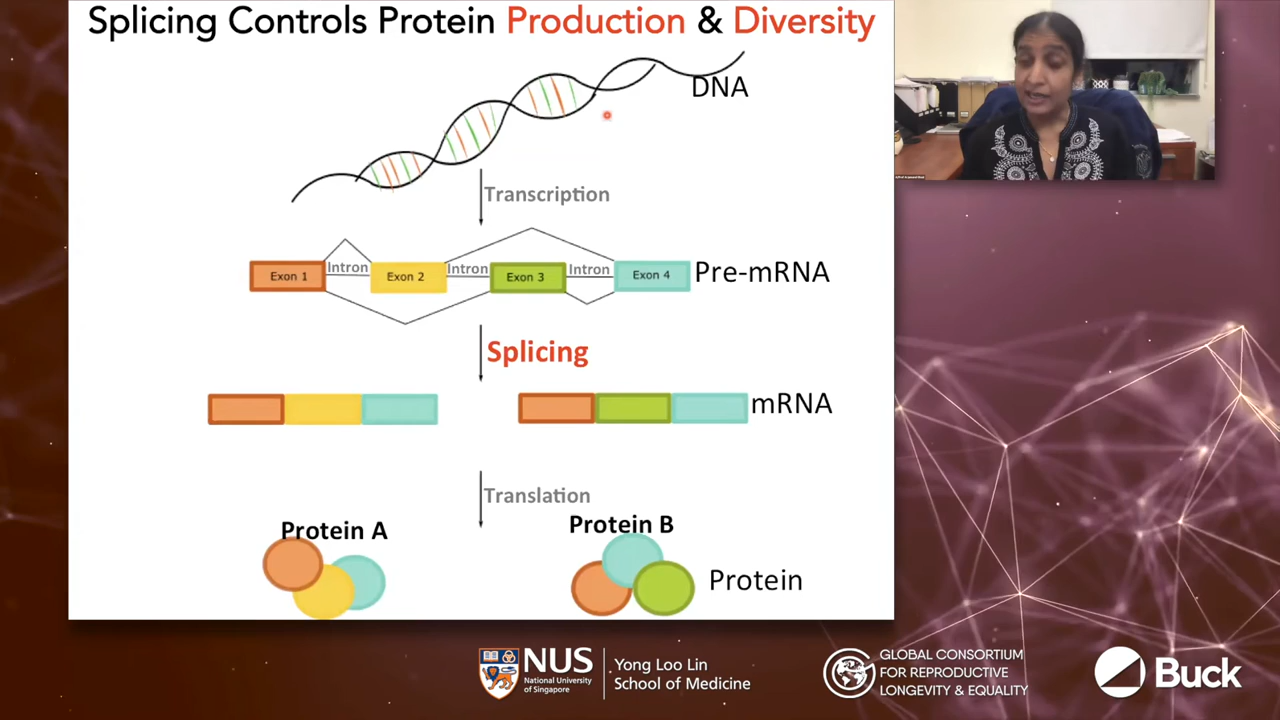 Splicing Controls Protein Production & Diversity
DNA
Transcription
Exon 1
Intron
Exon 2
Intron
Exon 3
Intron
Exon 4
Pre-mRNA
Splicing
mRNA
Translation
Protein A
Protein B
Protein
NUS
National University
of Singapore
Yong Loo Lin
School of Medicine
GLOBAL CONSORTIUM
FOR REPRODUCTIVE
LONGEVITY & EQUALITY
Buck